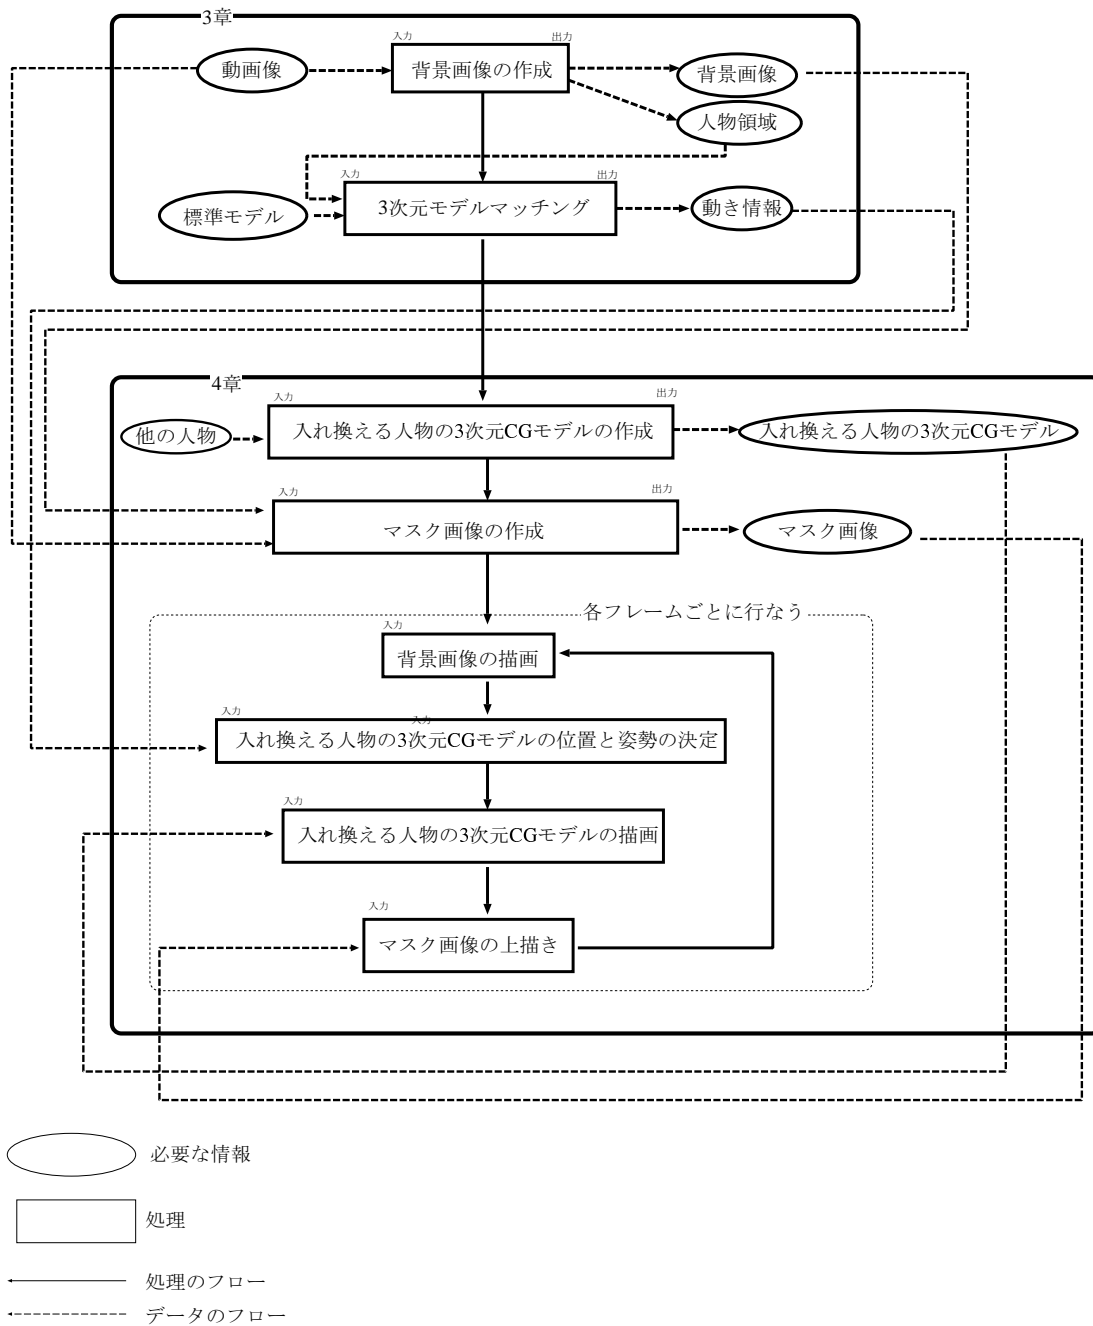 3章
入力
出力
動画像
背景画像の作成
背景画像
人物領域
入力
出力
標準モデル
3次元モデルマッチング
動き情報
4章
入力
出力
他の人物
入れ換える人物の3次元CGモデルの作成
入れ換える人物の3次元CGモデル
入力
出力
マスク画像の作成
マスク画像
各フレームごとに行なう
入力
背景画像の描画
入力
入力
入れ換える人物の3次元CGモデルの位置と姿勢の決定
入力
入れ換える人物の3次元CGモデルの描画
入力
マスク画像の上描き
必要な情報
処理
処理のフロー
データのフロー